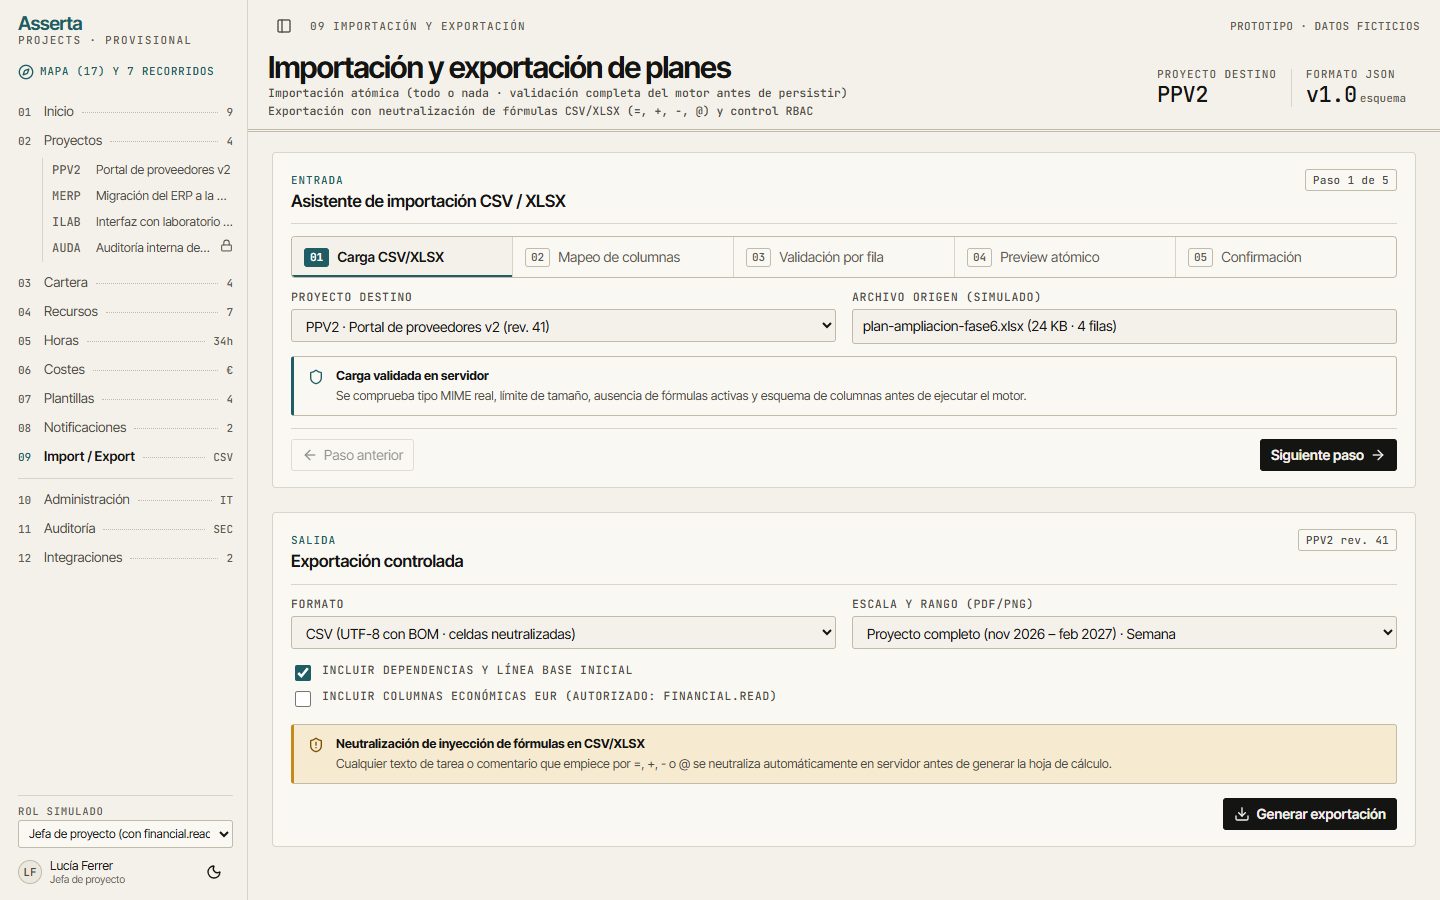 Asserta
PROJECTS · PROVISIONAL
MAPA (17) Y 7 RECORRIDOS
01 Inicio 9
02 Proyectos 4
PPV2 Portal de proveedores v2
MERP Migración del ERP a la ...
ILAB Interfaz con laboratorio ...
AUDA Auditoría interna de...
03 Cartera 4
04 Recursos 7
05 Horas 34h
06 Costes €
07 Plantillas 4
08 Notificaciones 2
09 Import / Export CSV
10 Administración IT
11 Auditoría SEC
12 Integraciones 2
ROL SIMULADO
Jefa de proyecto (con financial.read
LF Lucía Ferrer
Jefa de proyecto
09 IMPORTACIÓN Y EXPORTACIÓN
PROTOTIPO · DATOS FICTICIOS
Importación y exportación de planes
Importación atómica (todo o nada · validación completa del motor antes de persistir)
Exportación con neutralización de fórmulas CSV/XLSX (=, +, -, @) y control RBAC
PROYECTO DESTINO
PPV2
FORMATO JSON
v1.0 esquema
ENTRADA
Asistente de importación CSV / XLSX
Paso 1 de 5
01 Carga CSV/XLSX
02 Mapeo de columnas
03 Validación por fila
04 Preview atómico
05 Confirmación
PROYECTO DESTINO
PPV2 · Portal de proveedores v2 (rev. 41)
ARCHIVO ORIGEN (SIMULADO)
plan-ampliacion-fase6.xlsx (24 KB · 4 filas)
Carga validada en servidor
Se comprueba tipo MIME real, límite de tamaño, ausencia de fórmulas activas y esquema de columnas antes de ejecutar el motor.
Paso anterior
Siguiente paso
SALIDA
Exportación controlada
PPV2 rev. 41
FORMATO
CSV (UTF-8 con BOM · celdas neutralizadas)
ESCALA Y RANGO (PDF/PNG)
Proyecto completo (nov 2026 – feb 2027) · Semana
INCLUIR DEPENDENCIAS Y LÍNEA BASE INICIAL
INCLUIR COLUMNAS ECONÓMICAS EUR (AUTORIZADO: FINANCIAL.READ)
Neutralización de inyección de fórmulas en CSV/XLSX
Cualquier texto de tarea o comentario que empiece por =, +, - o @ se neutraliza automáticamente en servidor antes de generar la hoja de cálculo.
Generar exportación